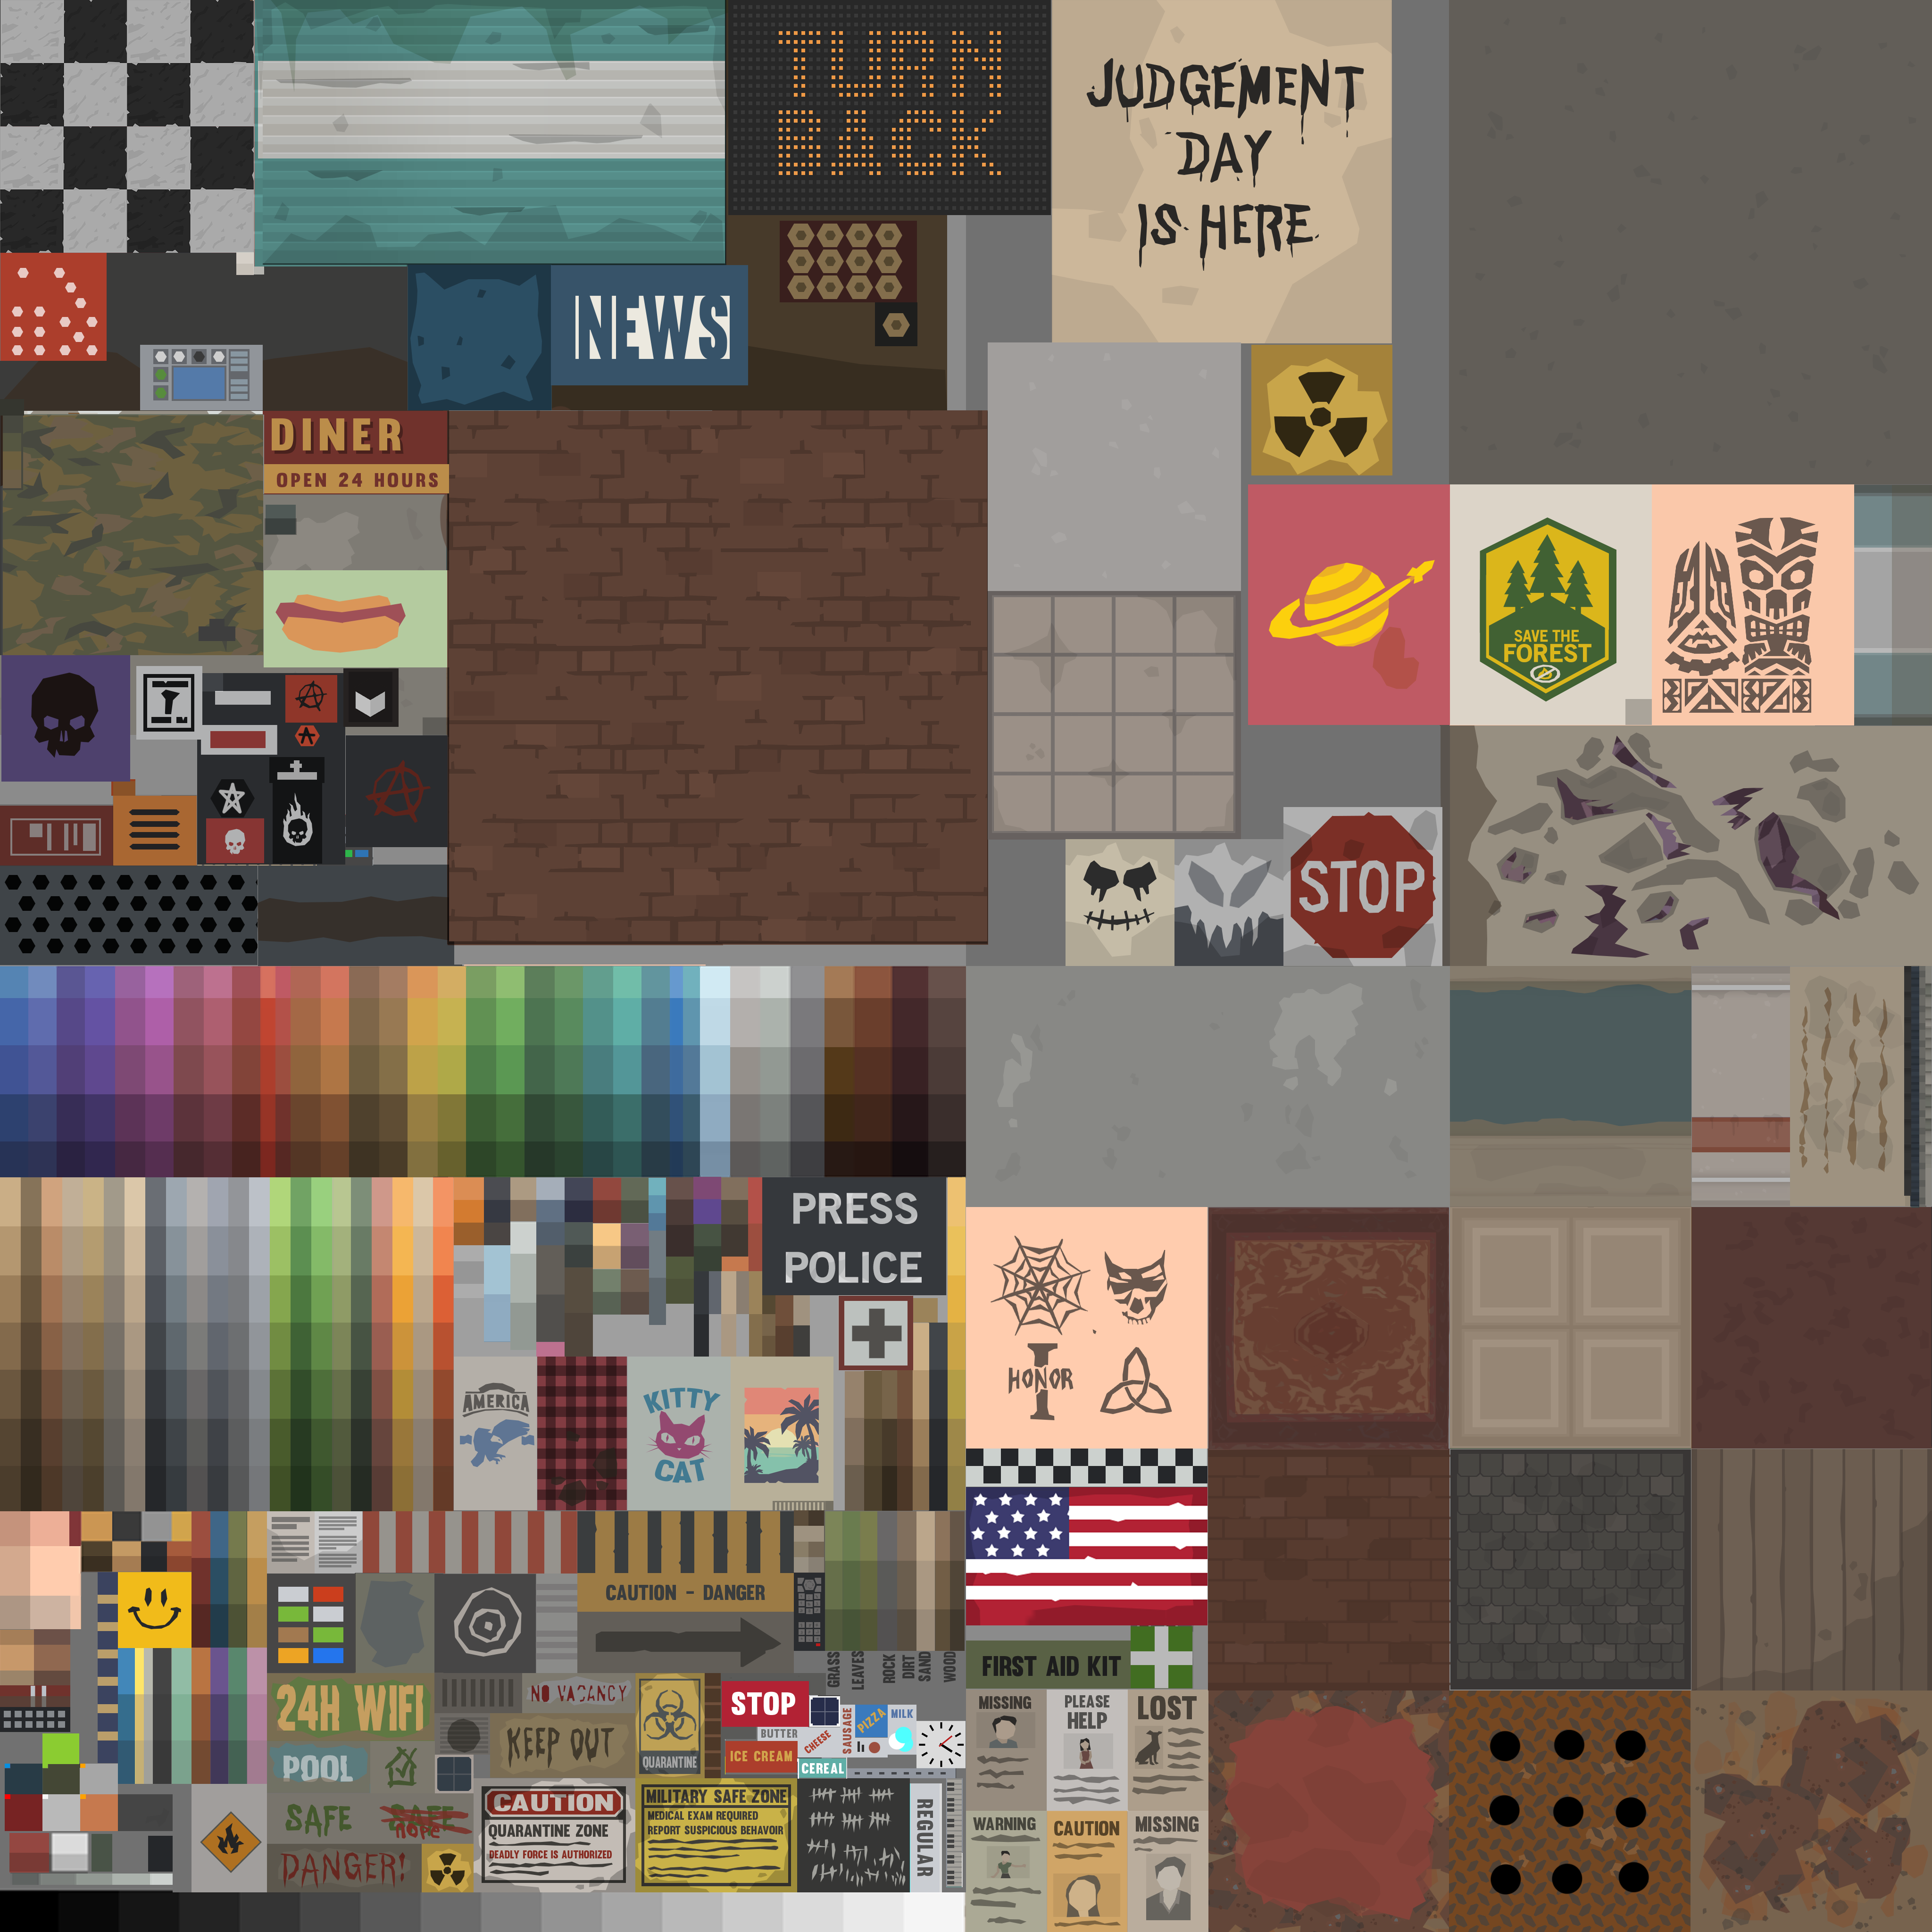 TURN
BACK
JUDGEMENT
DAY
IS HERE
NEWS
DINER
OPEN 24 HOURS
SAVE THE
FOREST
STOP
PRESS
POLICE
AMERICA
KITTY
CAT
HONOR
CAUTION - DANGER
GRASS
LEAVES
ROCK
DIRT
SAND
WOOD
FIRST AID KIT
24H WIFI
NO VACANCY
KEEP OUT
QUARANTINE
STOP
BUTTER
ICE CREAM
CHEESE
SAUSAGE
PIZZA
MILK
CEREAL
POOL
SAFE
SAFE
NOPE
DANGER!
CAUTION
QUARANTINE ZONE
DEADLY FORCE IS AUTHORIZED
MILITARY SAFE ZONE
MEDICAL EXAM REQUIRED
REPORT SUSPICIOUS BEHAVOIR
REGULAR
MISSING
PLEASE
HELP
LOST
WARNING
CAUTION
MISSING